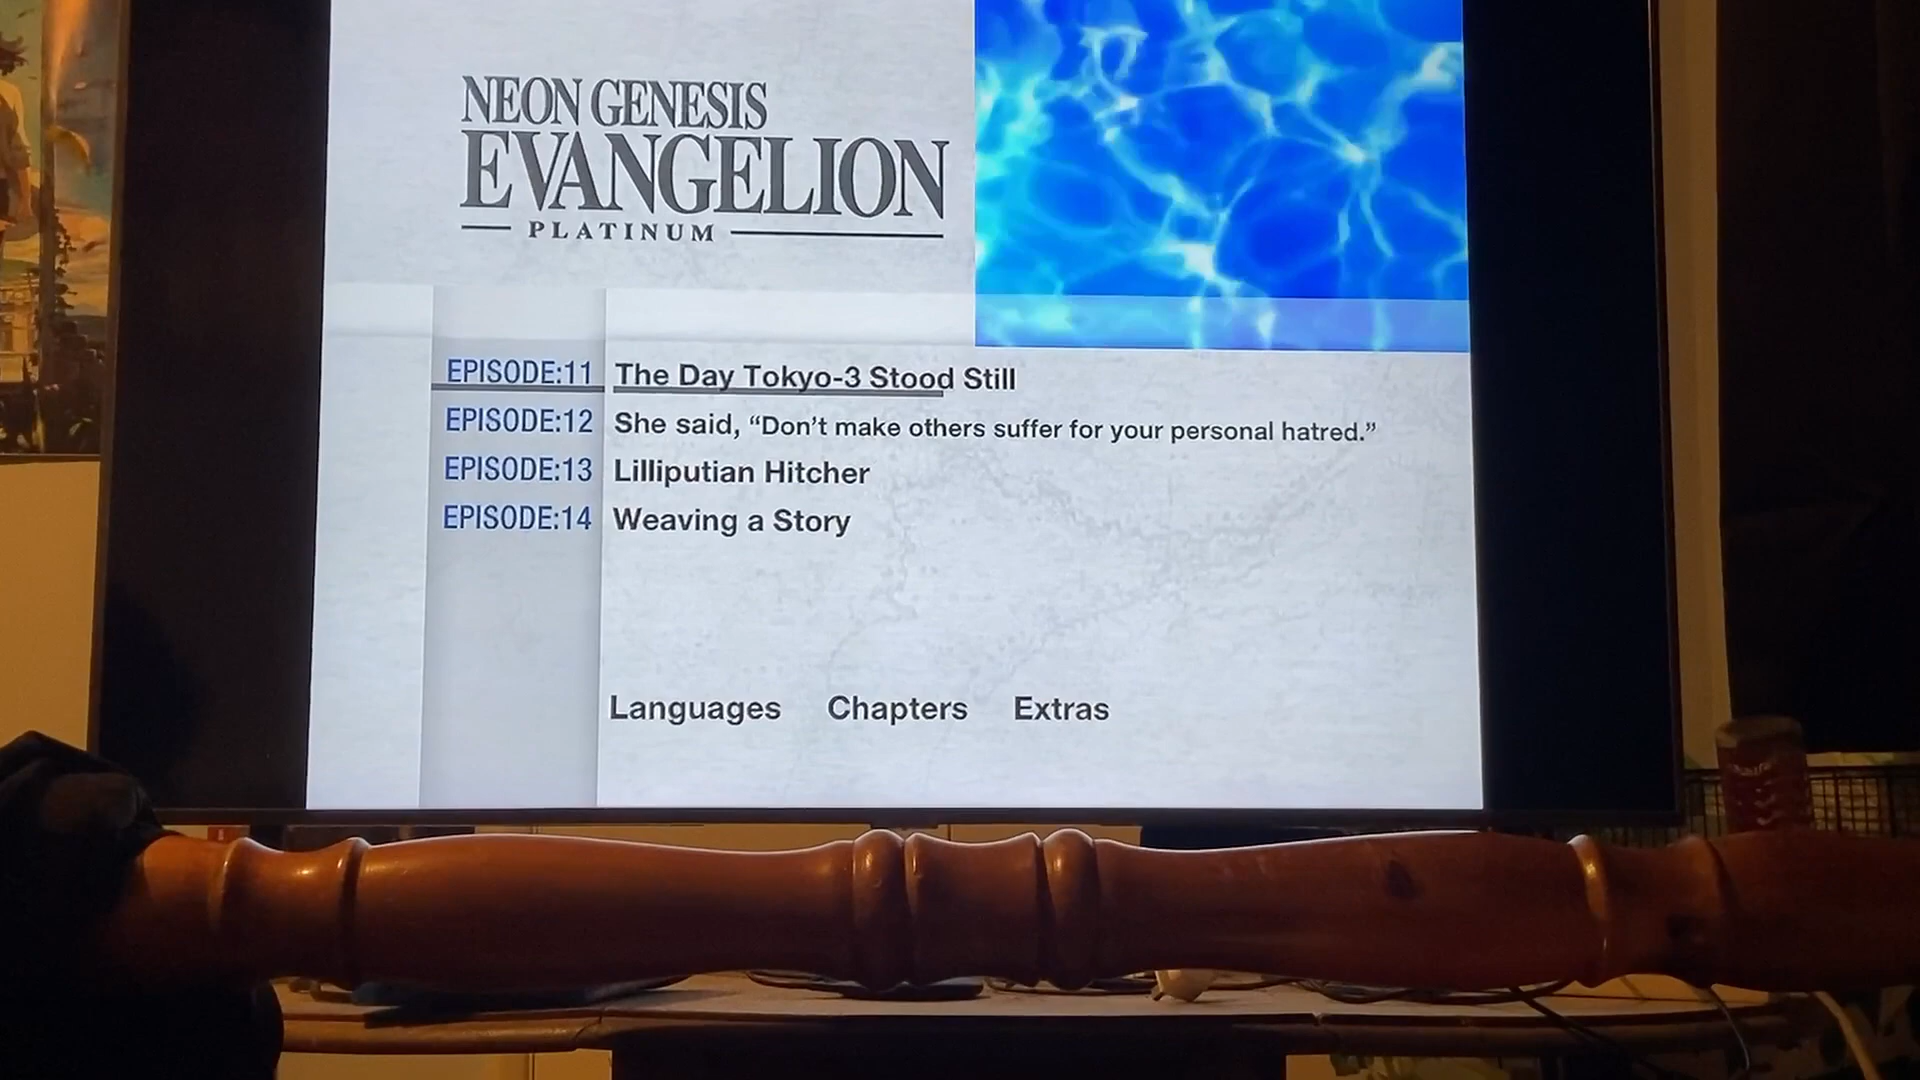 NEON GENESIS
EVANGELION
PLATINUM
EPISODE:11 The Day Tokyo-3 Stood Still
EPISODE:12 She said, “Don’t make others suffer for your personal hatred.”
EPISODE:13 Lilliputian Hitcher
EPISODE:14 Weaving a Story
Languages Chapters Extras